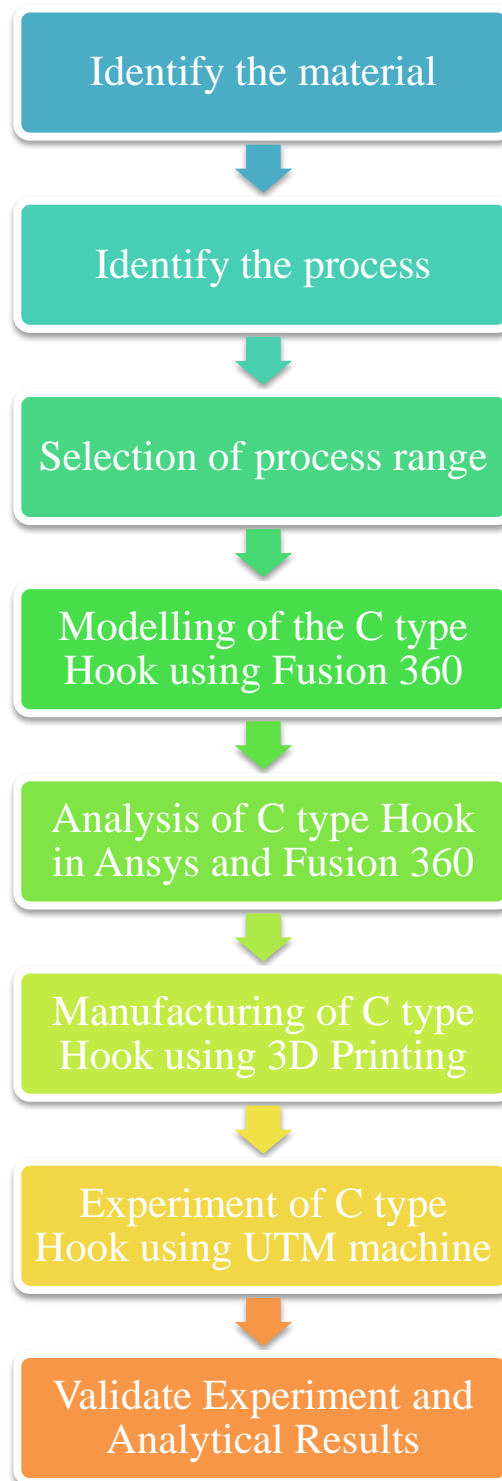 Identify the material
Identify the process
Selection of process range
Modelling of the C type
Hook using Fusion 360
Analysis of C type Hook
in Ansys and Fusion 360
Manufacturing of C type
Hook using 3D Printing
Experiment of C type
Hook using UTM machine
Validate Experiment and
Analytical Results